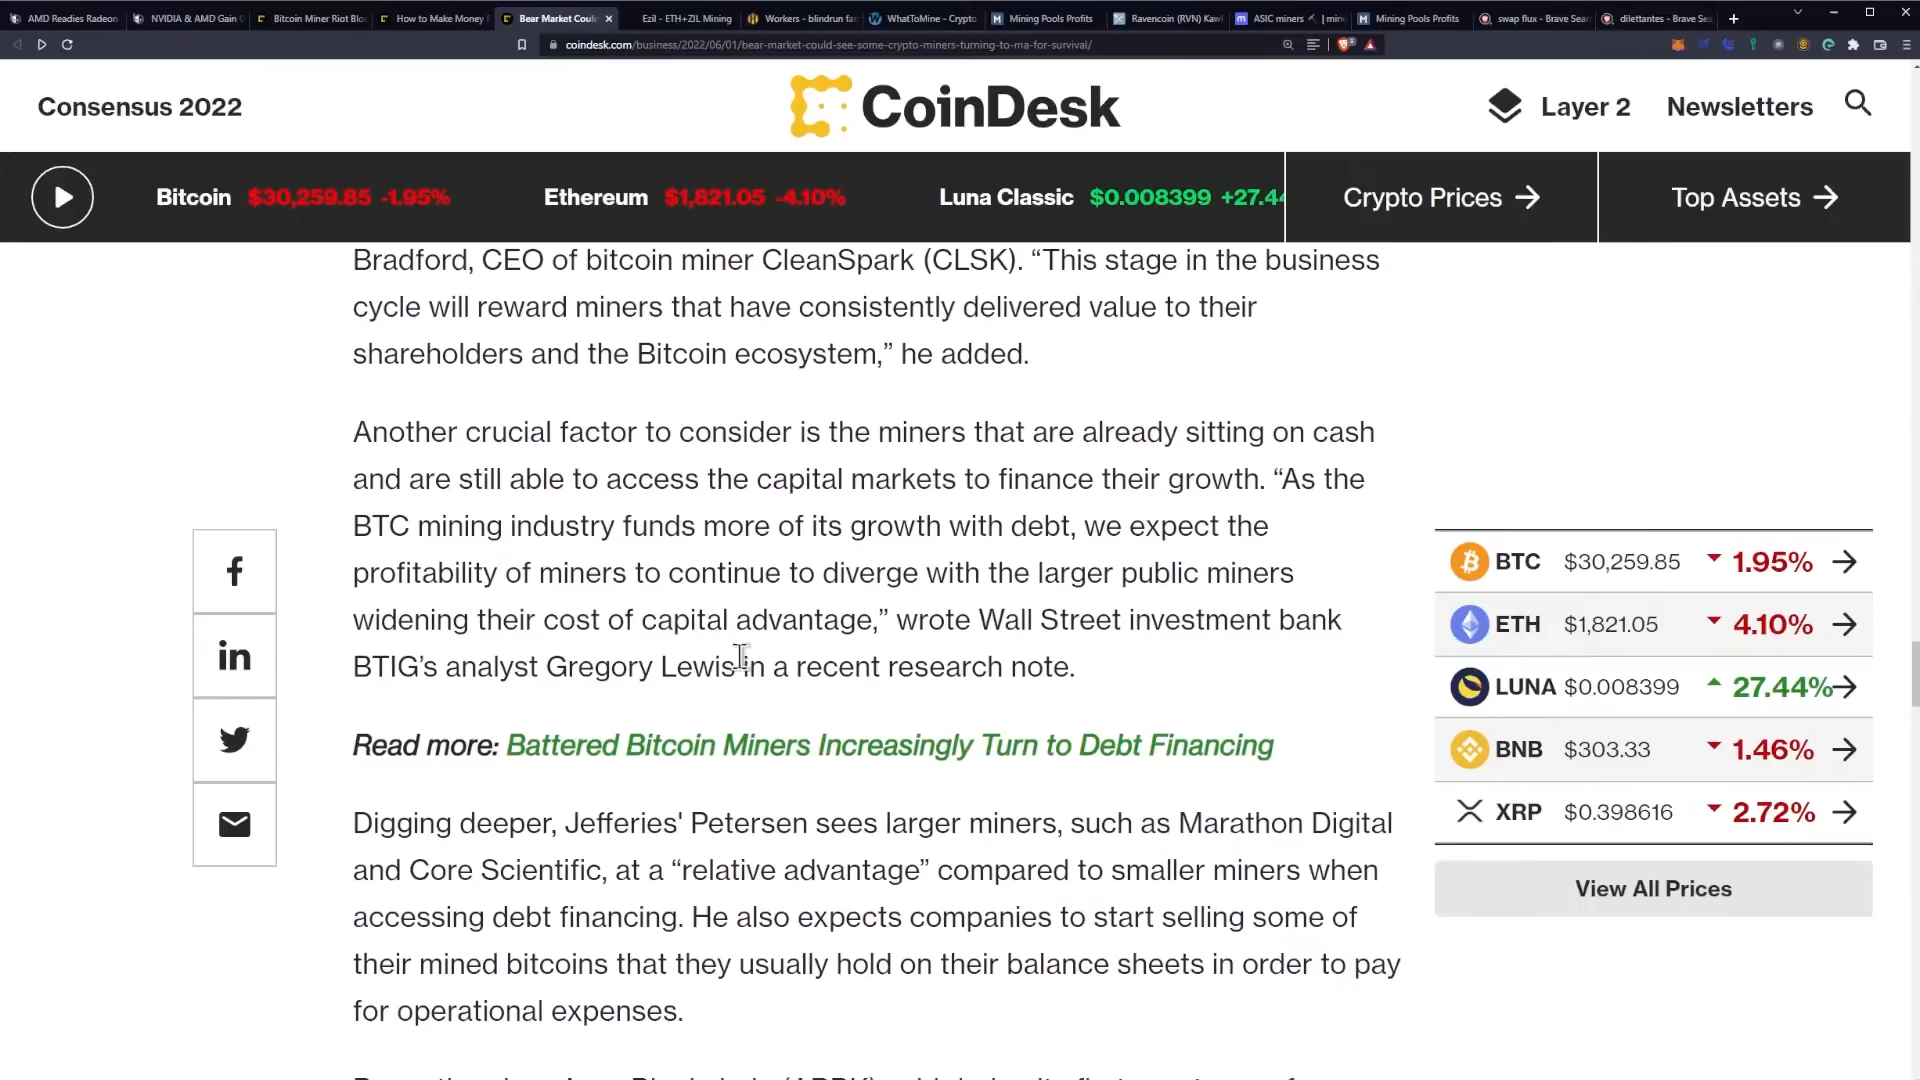 AMD Readies Radeon
NVIDIA & AMD Gain
Bitcoin Miner Riot Blo
How to Make Money
Bear Market Coul
Ezil - ETH+ZIL Mining
Workers - blindrun fa
WhatToMine - Crypto
Mining Pools Profits
Ravencoin (RVN) Kaw
ASIC miners
Mining Pools Profits
swap flux - Brave Sea
dilettantes - Brave Sea
coindesk.com/business/2022/06/01/bear-market-could-see-some-crypto-miners-turning-to-ma-for-survival/
Consensus 2022
CoinDesk
Layer 2
Newsletters
Bitcoin $30,259.85 -1.95%
Ethereum $1,821.05 -4.10%
Luna Classic $0.008399 +27.44
Crypto Prices →
Top Assets →
Bradford, CEO of bitcoin miner CleanSpark (CLSK). “This stage in the business
cycle will reward miners that have consistently delivered value to their
shareholders and the Bitcoin ecosystem,” he added.
Another crucial factor to consider is the miners that are already sitting on cash
and are still able to access the capital markets to finance their growth. “As the
BTC mining industry funds more of its growth with debt, we expect the
profitability of miners to continue to diverge with the larger public miners
widening their cost of capital advantage,” wrote Wall Street investment bank
BTIG’s analyst Gregory Lewis in a recent research note.
Read more: Battered Bitcoin Miners Increasingly Turn to Debt Financing
Digging deeper, Jefferies' Petersen sees larger miners, such as Marathon Digital
and Core Scientific, at a “relative advantage” compared to smaller miners when
accessing debt financing. He also expects companies to start selling some of
their mined bitcoins that they usually hold on their balance sheets in order to pay
for operational expenses.
BTC $30,259.85 1.95% →
ETH $1,821.05 4.10% →
LUNA $0.008399 27.44% →
BNB $303.33 1.46% →
XRP $0.398616 2.72% →
View All Prices